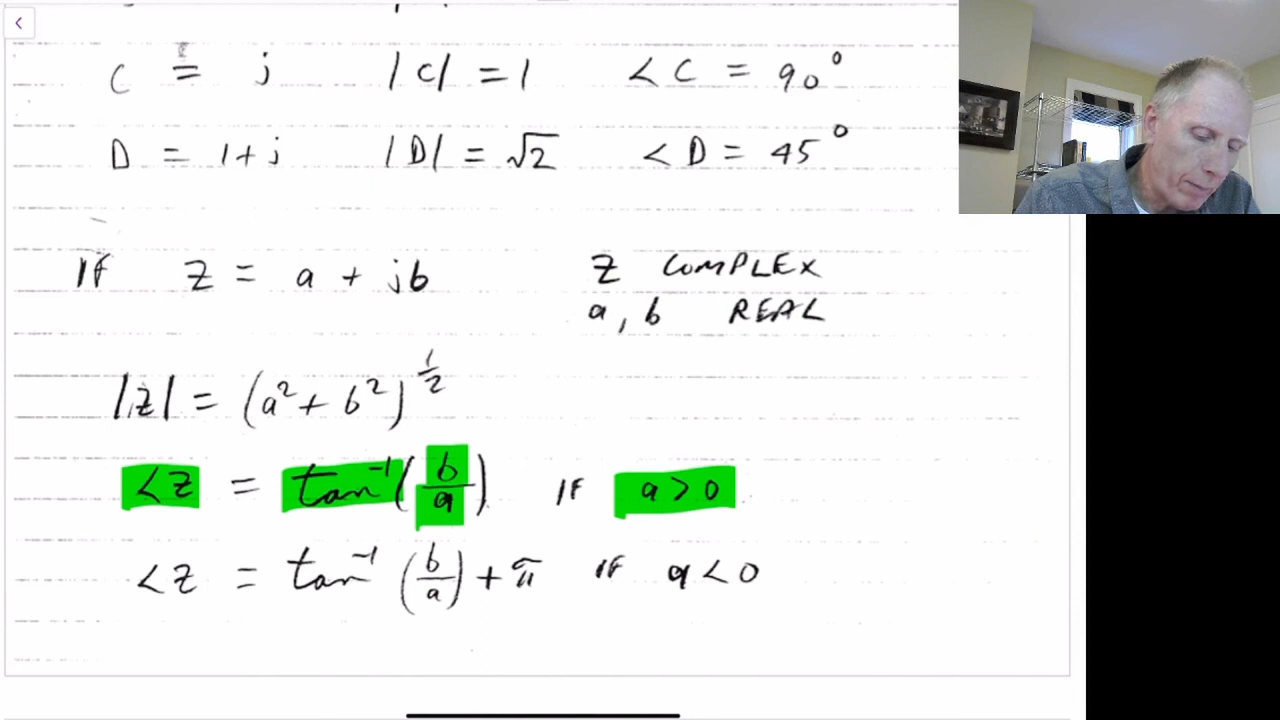 C = j |C| = 1 <C = 90°
D = 1 + j |D| = √2 <D = 45°
IF Z = a + jb Z COMPLEX
a, b REAL
|Z| = (a² + b²)^½
<Z = tan⁻¹(b/a) IF a > 0
<Z = tan⁻¹(b/a) + π IF a < 0